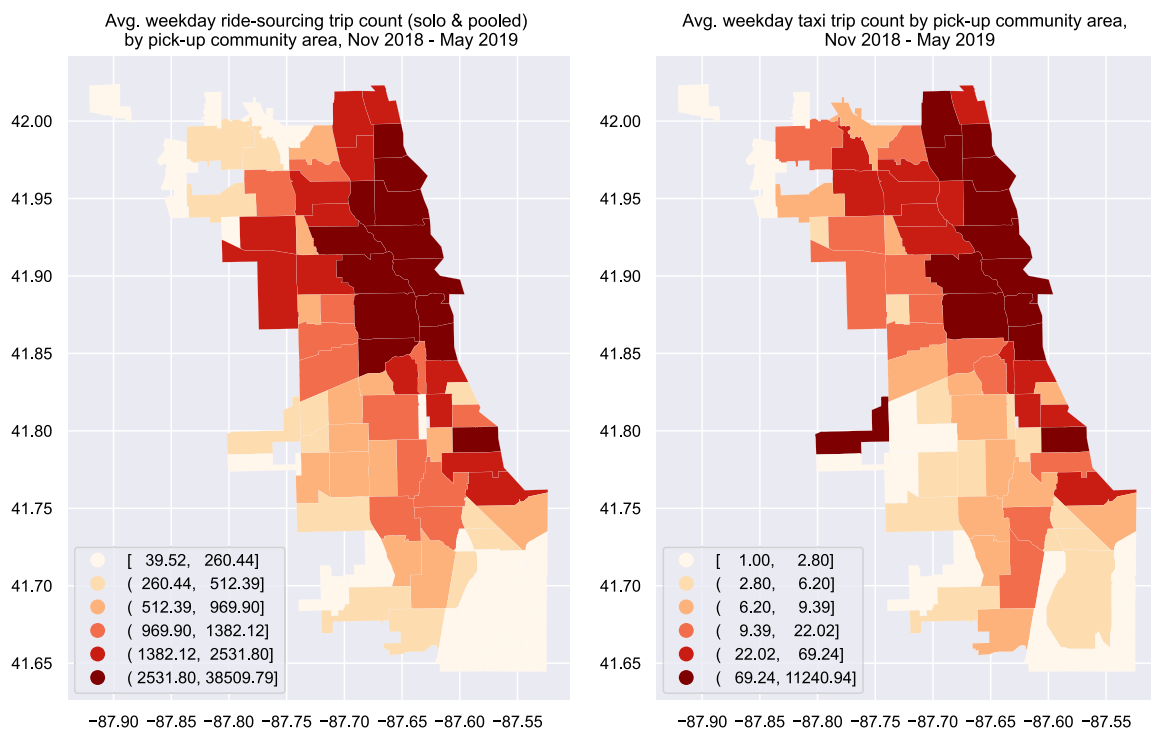 Avg. weekday ride-sourcing trip count (solo & pooled)
by pick-up community area, Nov 2018 - May 2019
42.00
41.95
41.90
41.85
41.80
41.75
41.70
41.65
[ 39.52, 260.44]
( 260.44, 512.39]
( 512.39, 969.90]
( 969.90, 1382.12]
( 1382.12, 2531.80]
( 2531.80, 38509.79]
−87.90 −87.85 −87.80 −87.75 −87.70 −87.65 −87.60 −87.55
Avg. weekday taxi trip count by pick-up community area,
Nov 2018 - May 2019
42.00
41.95
41.90
41.85
41.80
41.75
41.70
41.65
[ 1.00, 2.80]
( 2.80, 6.20]
( 6.20, 9.39]
( 9.39, 22.02]
( 22.02, 69.24]
( 69.24, 11240.94]
−87.90 −87.85 −87.80 −87.75 −87.70 −87.65 −87.60 −87.55